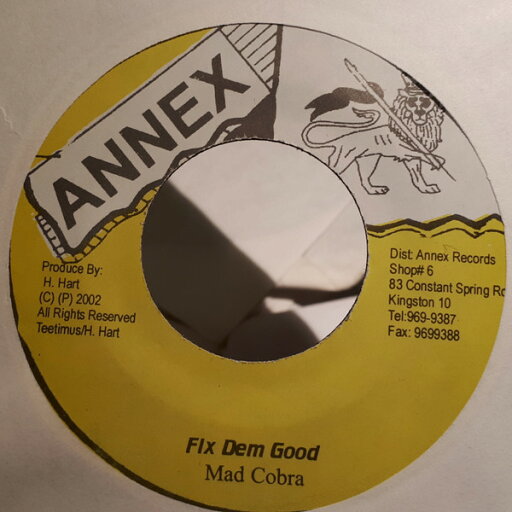 ANNEX
Produce By:
H. Hart
(C) (P) 2002
All Rights Reserved
Teetimus/H. Hart
Dist: Annex Records
Shop# 6
83 Constant Spring Ro
Kingston 10
Tel:969-9387
Fax: 9699388
Fix Dem Good
Mad Cobra